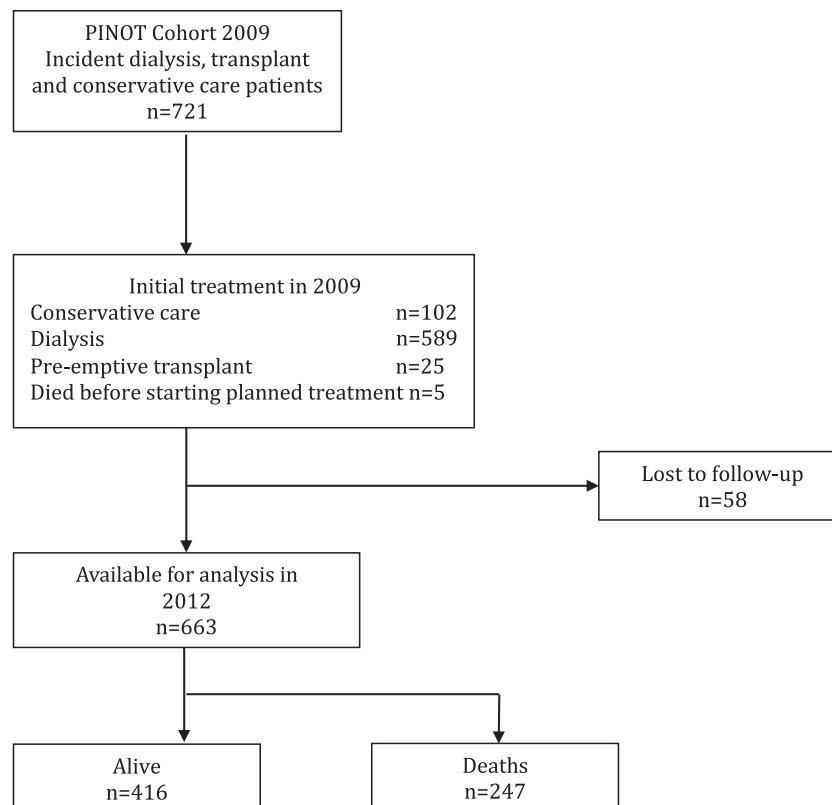 PINOT Cohort 2009
Incident dialysis, transplant
and conservative care patients
n=721
Initial treatment in 2009
Conservative care n=102
Dialysis n=589
Pre-emptive transplant n=25
Died before starting planned treatment n=5
Lost to follow-up
n=58
Available for analysis in
2012
n=663
Alive
n=416
Deaths
n=247